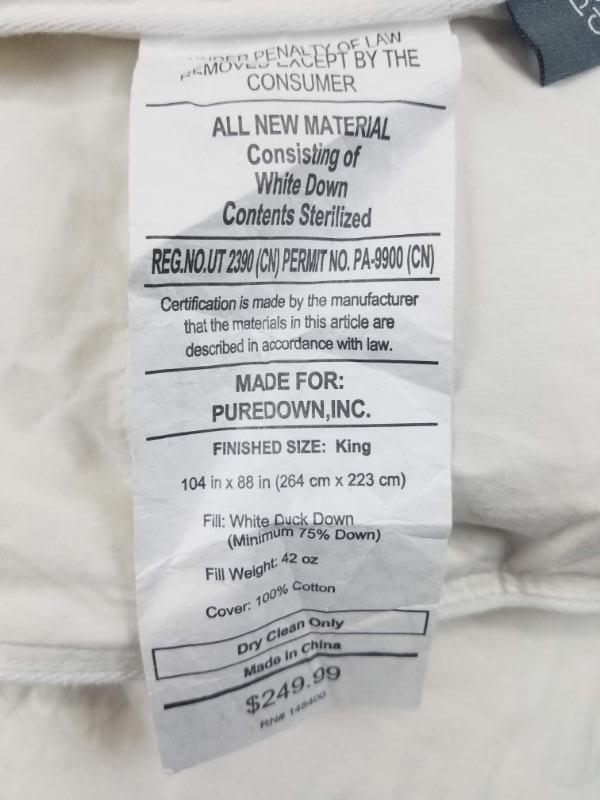 UNDER PENALTY OF LAW
REMOVED EXCEPT BY THE
CONSUMER
ALL NEW MATERIAL
Consisting of
White Down
Contents Sterilized
REG.NO.UT 2390 (CN) PERMIT NO. PA-9900 (CN)
Certification is made by the manufacturer
that the materials in this article are
described in accordance with law.
MADE FOR:
PUREDOWN,INC.
FINISHED SIZE: King
104 in x 88 in (264 cm x 223 cm)
Fill: White Duck Down
(Minimum 75% Down)
Fill Weight: 42 oz
Cover: 100% Cotton
Dry Clean Only
Made in China
$249.99
RN# 148400